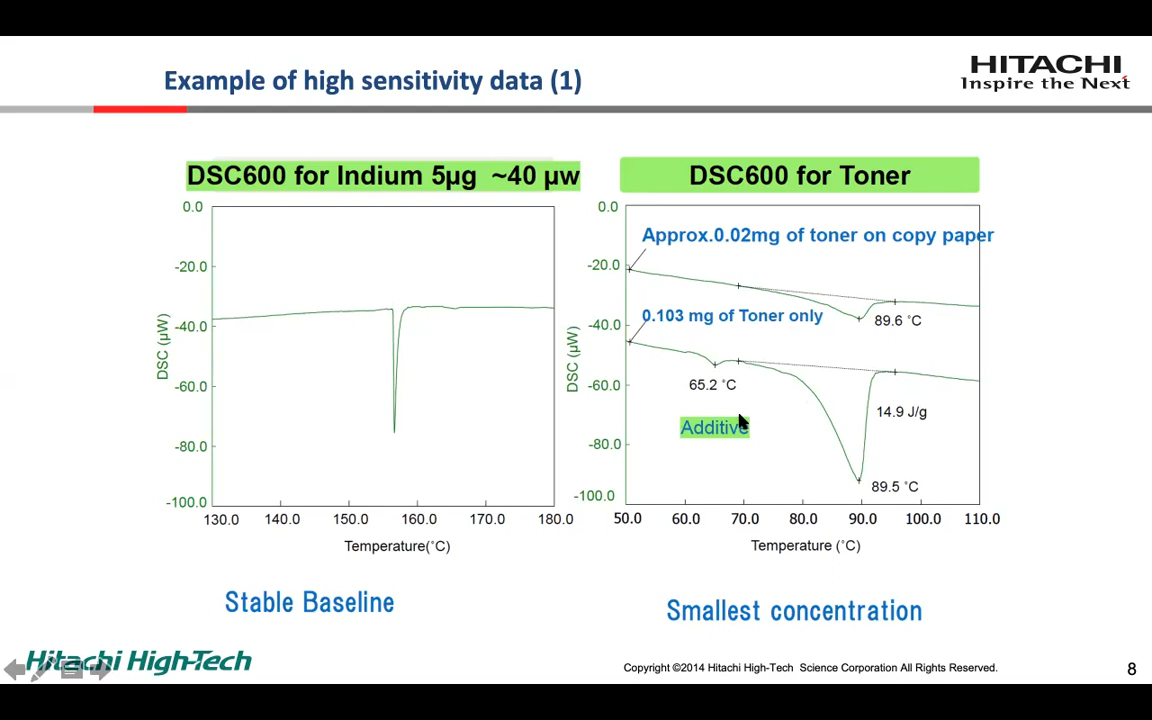 Example of high sensitivity data (1)
HITACHI
Inspire the Next
DSC600 for Indium 5µg ~40 µw
0.0
-20.0
-40.0
-60.0
-80.0
-100.0
DSC (µW)
130.0 140.0 150.0 160.0 170.0 180.0
Temperature(˚C)
Stable Baseline
DSC600 for Toner
0.0
-20.0
-40.0
-60.0
-80.0
-100.0
DSC (µW)
Approx.0.02mg of toner on copy paper
89.6 ˚C
0.103 mg of Toner only
65.2 ˚C
14.9 J/g
Additive
89.5 ˚C
50.0 60.0 70.0 80.0 90.0 100.0 110.0
Temperature (˚C)
Smallest concentration
Hitachi High-Tech
Copyright ©2014 Hitachi High-Tech Science Corporation All Rights Reserved.
8